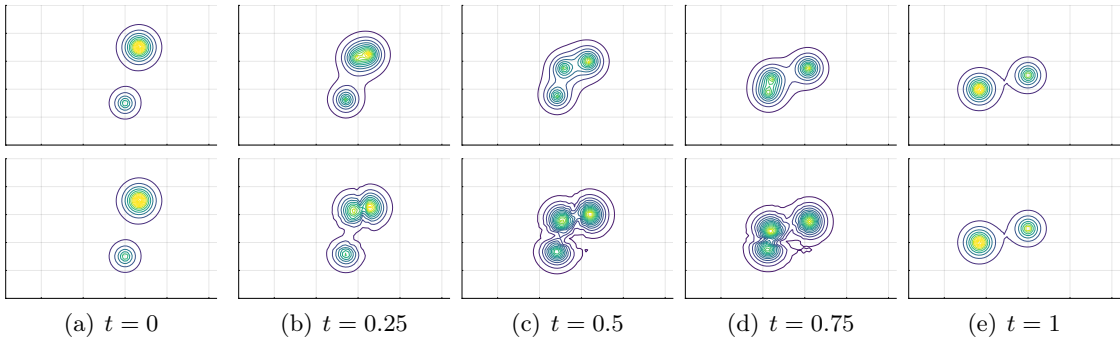 (a) t = 0 (b) t = 0.25 (c) t = 0.5 (d) t = 0.75 (e) t = 1